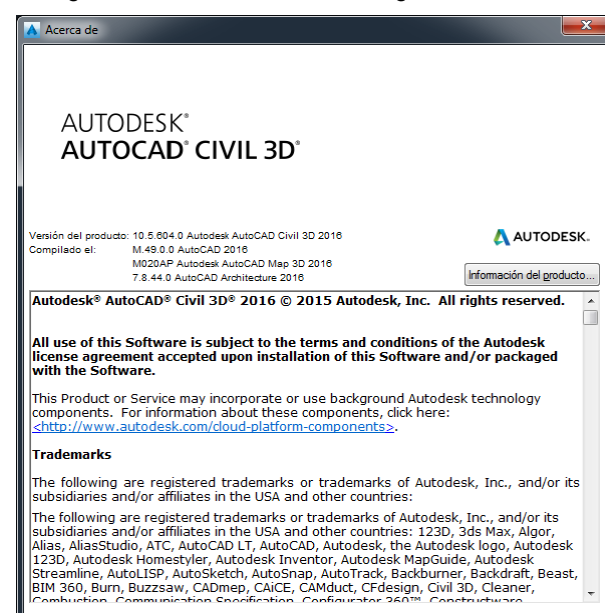 Acerca de
AUTODESK®
AUTOCAD® CIVIL 3D®
Versión del producto: 10.5.604.0 Autodesk AutoCAD Civil 3D 2016
Compilado el: M.49.0.0 AutoCAD 2016
M020AP Autodesk AutoCAD Map 3D 2016
7.8.44.0 AutoCAD Architecture 2016
AUTODESK.
Información del producto...
Autodesk® AutoCAD® Civil 3D® 2016 © 2015 Autodesk, Inc. All rights reserved.
All use of this Software is subject to the terms and conditions of the Autodesk
license agreement accepted upon installation of this Software and/or packaged
with the Software.
This Product or Service may incorporate or use background Autodesk technology
components. For information about these components, click here:
<http://www.autodesk.com/cloud-platform-components>.
Trademarks
The following are registered trademarks or trademarks of Autodesk, Inc., and/or its
subsidiaries and/or affiliates in the USA and other countries:
The following are registered trademarks or trademarks of Autodesk, Inc., and/or its
subsidiaries and/or affiliates in the USA and other countries: 123D, 3ds Max, Algor,
Alias, AliasStudio, ATC, AutoCAD LT, AutoCAD, Autodesk, the Autodesk logo, Autodesk
123D, Autodesk Homestyler, Autodesk Inventor, Autodesk MapGuide, Autodesk
Streamline, AutoLISP, AutoSketch, AutoSnap, AutoTrack, Backburner, Backdraft, Beast,
BIM 360, Burn, Buzzsaw, CADmep, CAiCE, CAMduct, CFdesign, Civil 3D, Cleaner,
Combustion, Communication Specification, Configurator 360™, Constructware,